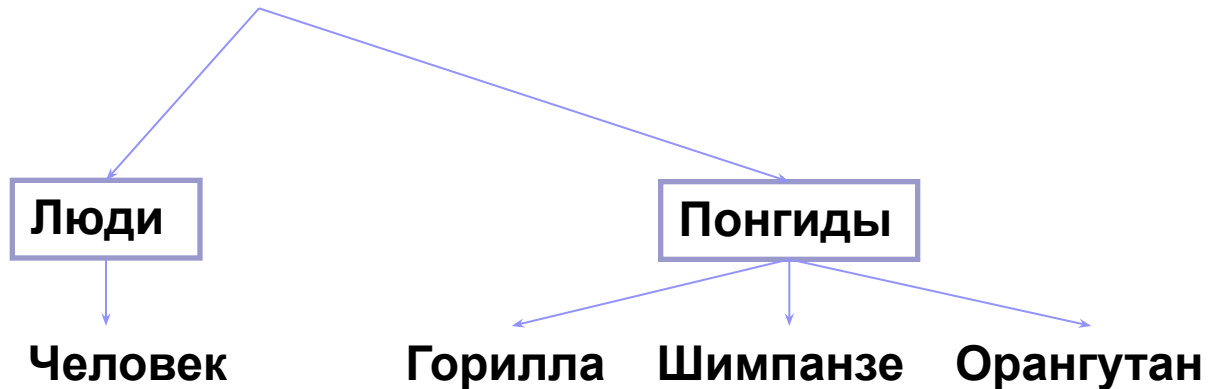 Люди
Понгиды
Человек
Горилла
Шимпанзе
Орангутан